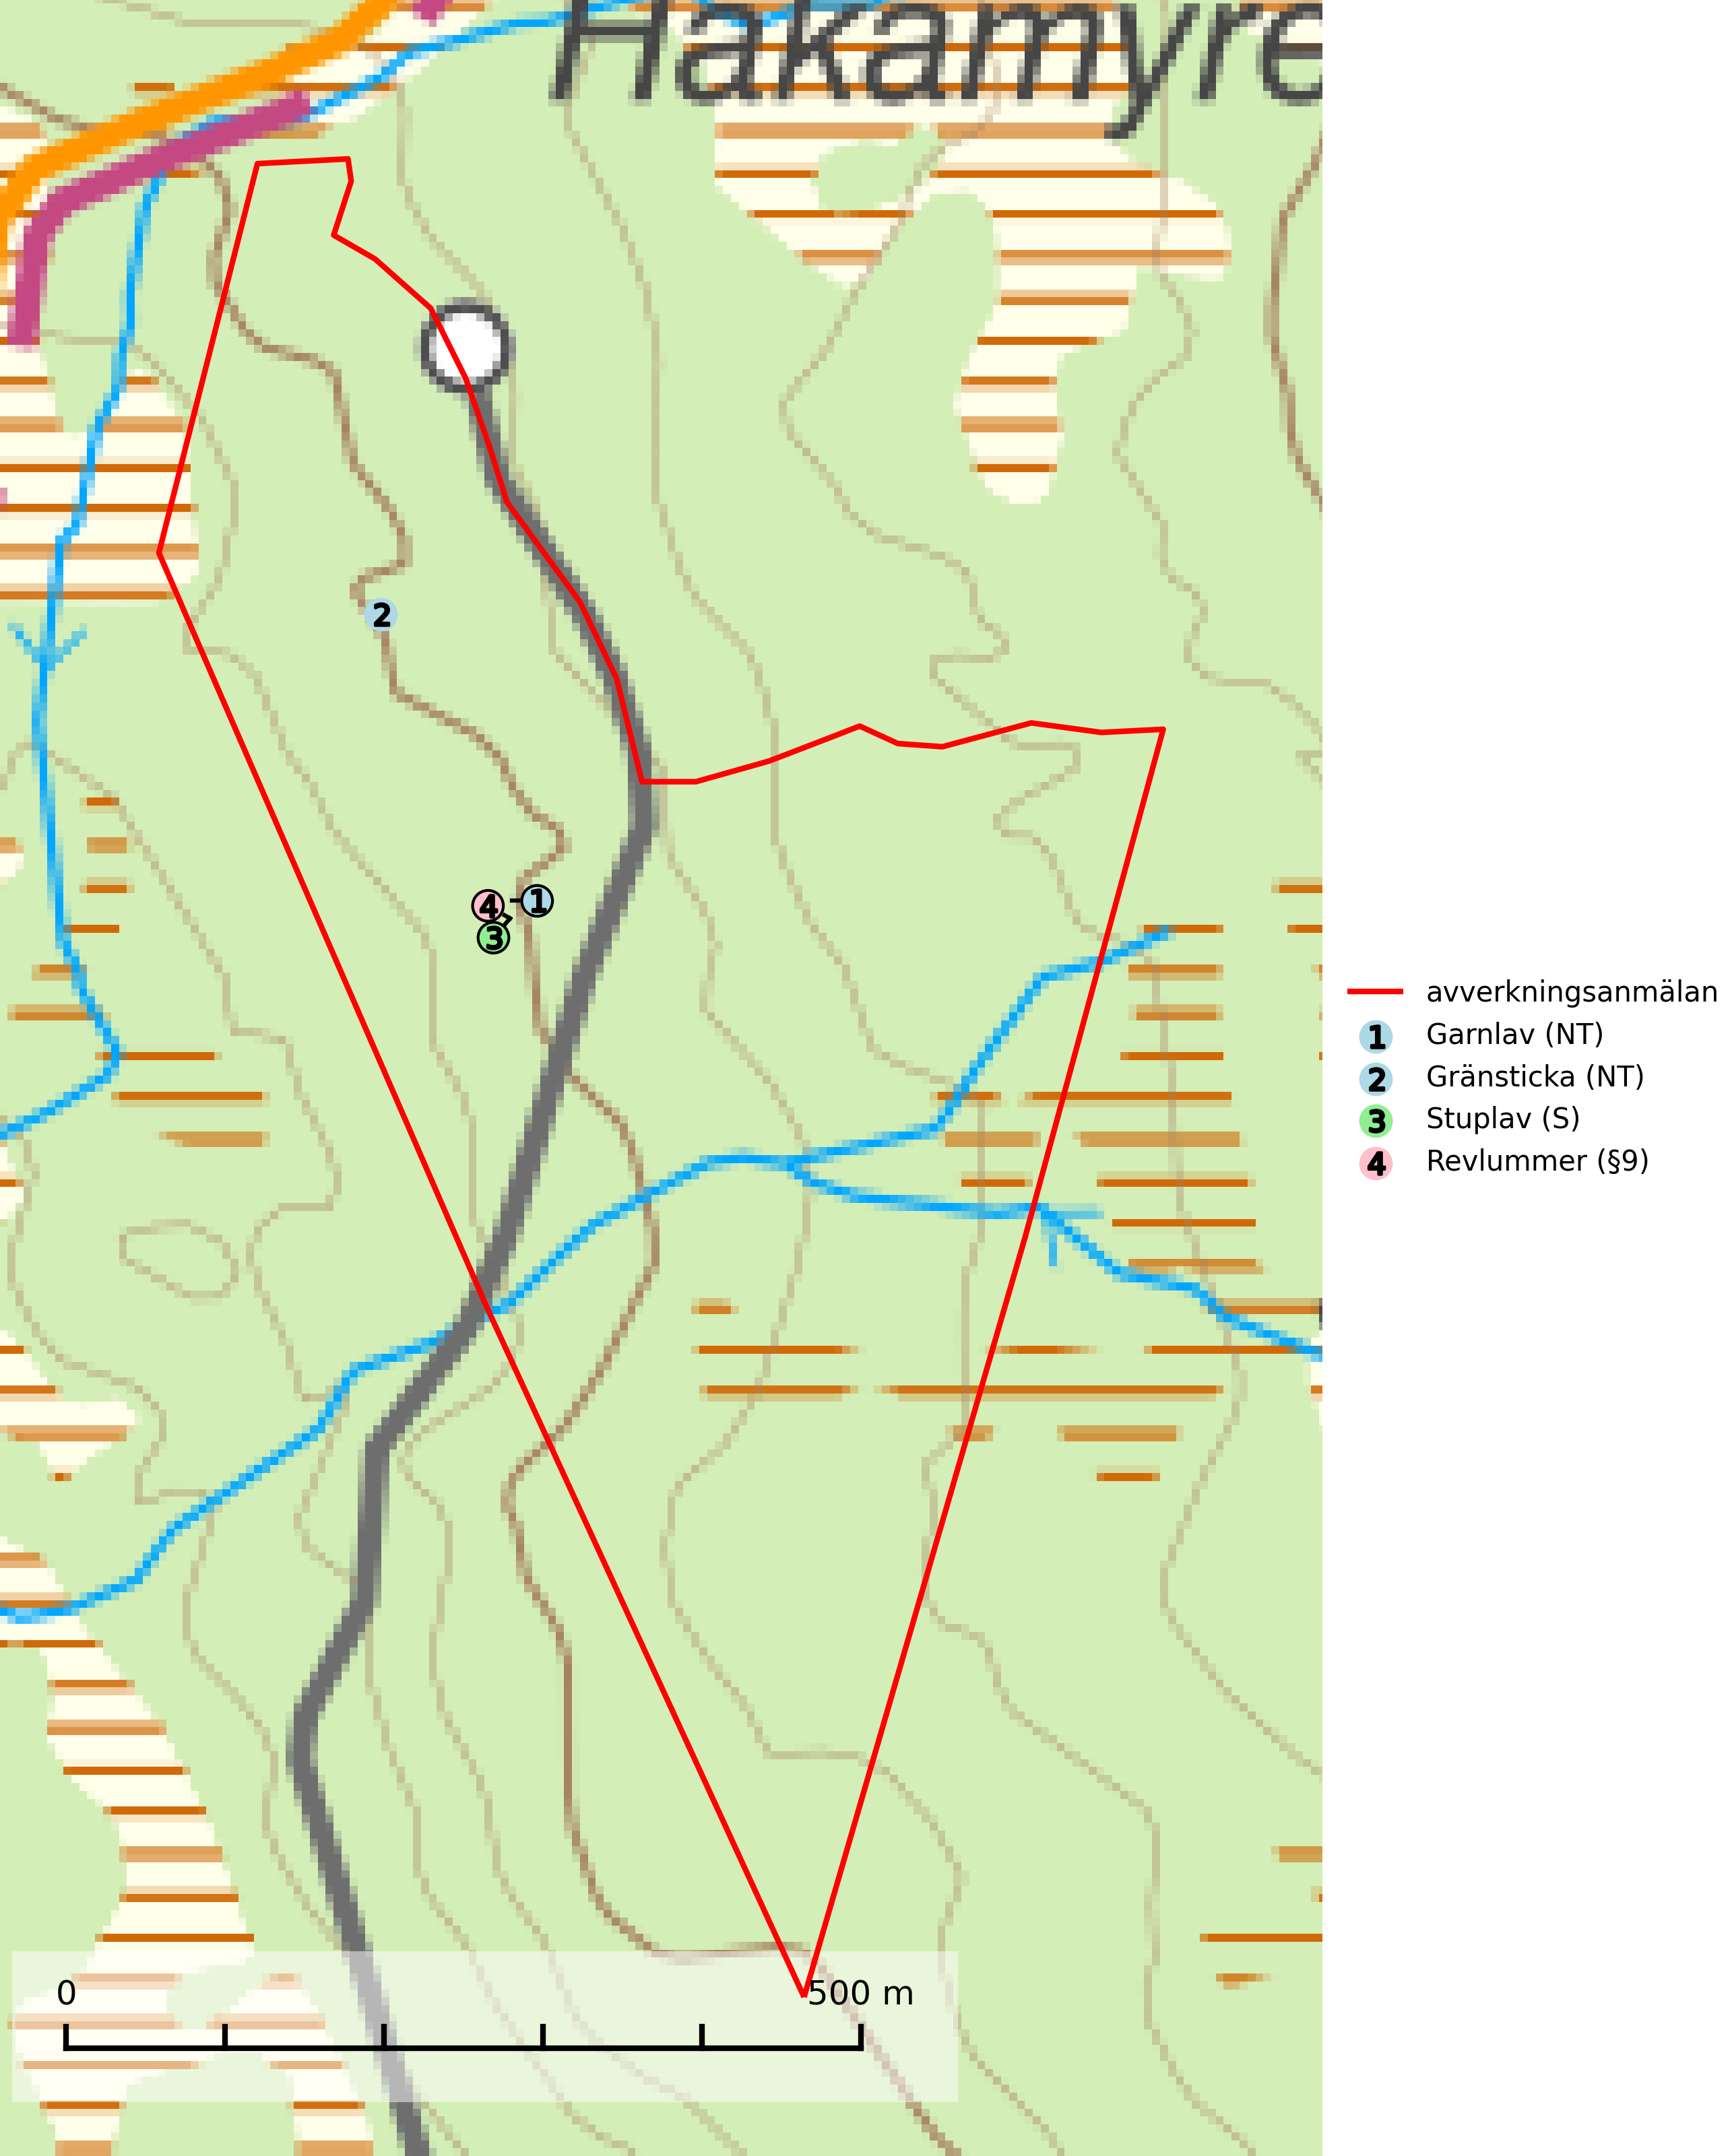 Hakamyre
2
4
1
3
avverkningsanmälan
1 Garnlav (NT)
2 Gränsticka (NT)
3 Stuplav (S)
4 Revlummer (§9)
0 500 m